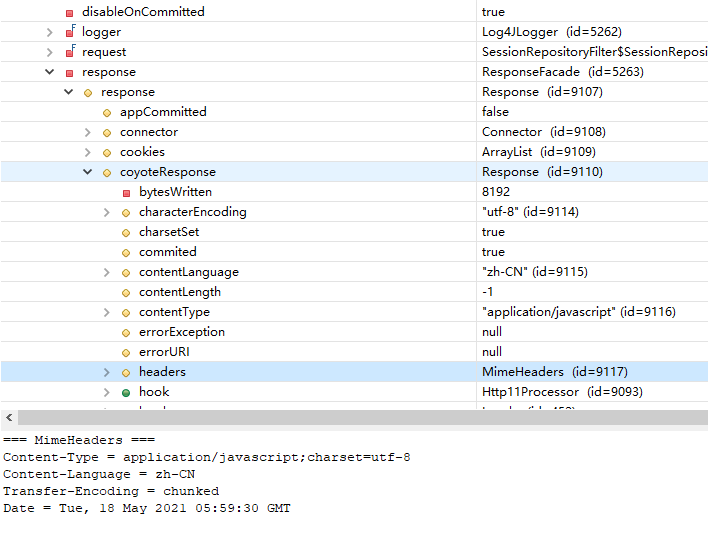 disableOnCommitted true
logger Log4JLogger (id=5262)
request SessionRepositoryFilter$SessionReposi
response ResponseFacade (id=5263)
response Response (id=9107)
appCommitted false
connector Connector (id=9108)
cookies ArrayList (id=9109)
coyoteResponse Response (id=9110)
bytesWritten 8192
characterEncoding "utf-8" (id=9114)
charsetSet true
commited true
contentLanguage "zh-CN" (id=9115)
contentLength -1
contentType "application/javascript" (id=9116)
errorException null
errorURI null
headers MimeHeaders (id=9117)
hook Http11Processor (id=9093)
=== MimeHeaders ===
Content-Type = application/javascript;charset=utf-8
Content-Language = zh-CN
Transfer-Encoding = chunked
Date = Tue, 18 May 2021 05:59:30 GMT